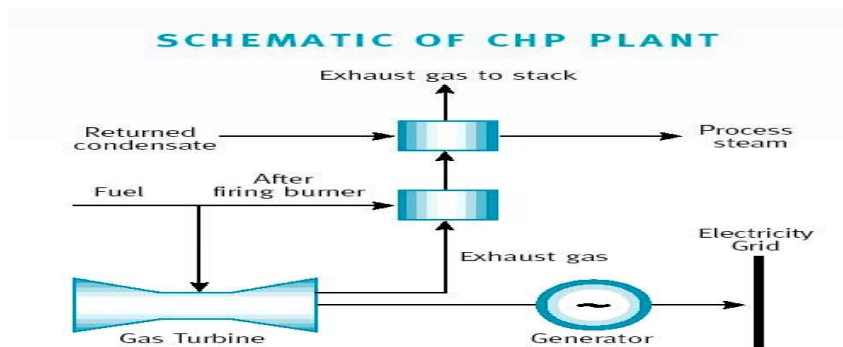 SCHEMATIC OF CHP PLANT
Exhaust gas to stack
Returned
condensate
Process
steam
After
Fuel
firing burner
Electricity
Grid
Exhaust gas
~
Gas Turbine
Generator